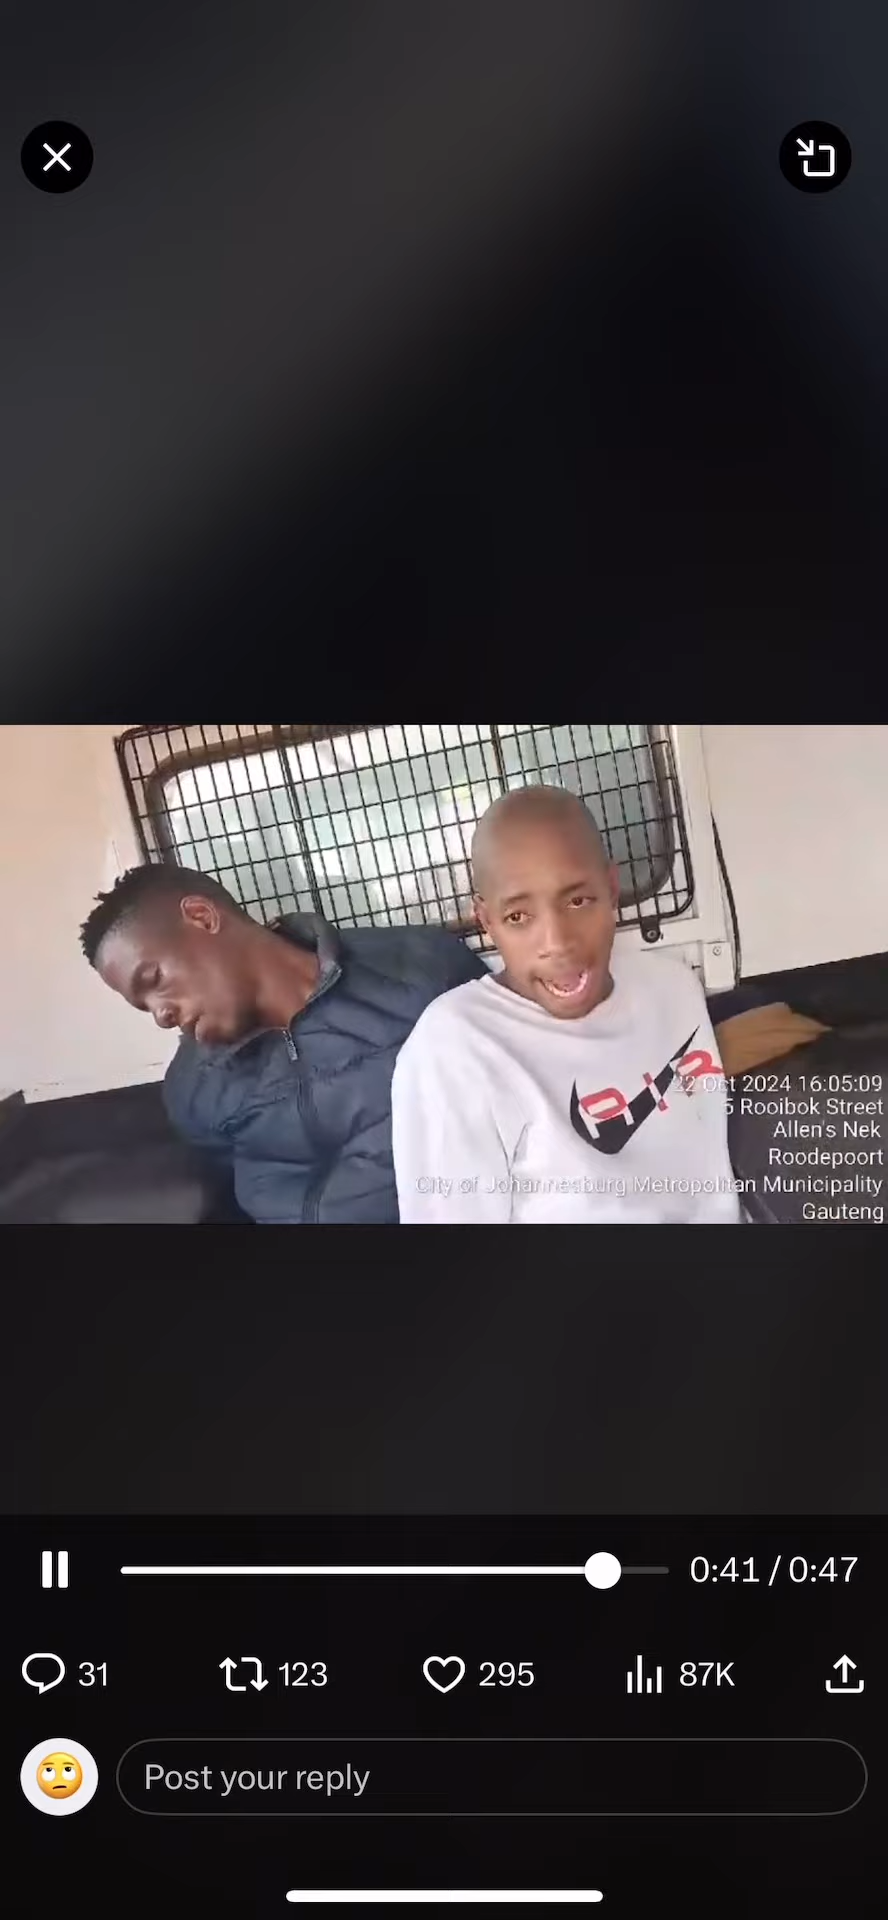 AIR
22 Oct 2024 16:05:09
5 Rooibok Street
Allen's Nek
Roodepoort
City of Johannesburg Metropolitan Municipality
Gauteng
0:41 / 0:47
31 123 295 87K
Post your reply